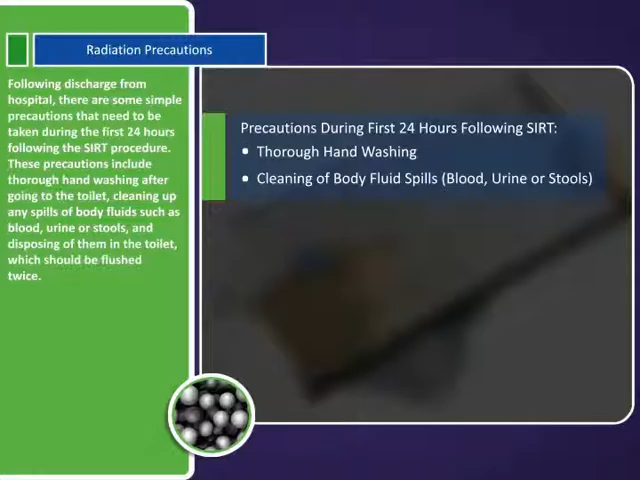 Radiation Precautions
Following discharge from
hospital, there are some simple
precautions that need to be
taken during the first 24 hours
following the SIRT procedure.
These precautions include
thorough hand washing after
going to the toilet, cleaning up
any spills of body fluids such as
blood, urine or stools, and
disposing of them in the toilet,
which should be flushed
twice.
Precautions During First 24 Hours Following SIRT:
• Thorough Hand Washing
• Cleaning of Body Fluid Spills (Blood, Urine or Stools)